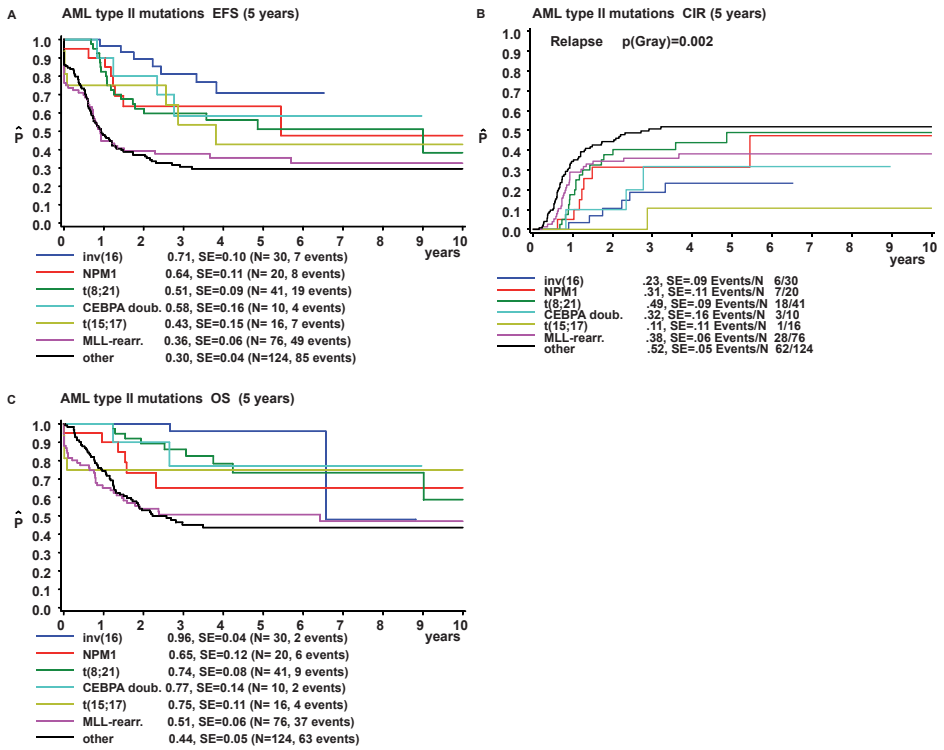 A AML type II mutations EFS (5 years)
1.0
0.9
0.8
0.7
0.6
0.5
0.4
0.3
0.2
0.1
0.0
P̂
0 1 2 3 4 5 6 7 8 9 10
years
inv(16) 0.71, SE=0.10 (N= 30, 7 events)
NPM1 0.64, SE=0.11 (N= 20, 8 events)
t(8;21) 0.51, SE=0.09 (N= 41, 19 events)
CEBPA doub. 0.58, SE=0.16 (N= 10, 4 events)
t(15;17) 0.43, SE=0.15 (N= 16, 7 events)
MLL-rearr. 0.36, SE=0.06 (N= 76, 49 events)
other 0.30, SE=0.04 (N=124, 85 events)
B AML type II mutations CIR (5 years)
Relapse p(Gray)=0.002
1.0
0.9
0.8
0.7
0.6
0.5
0.4
0.3
0.2
0.1
0.0
P̂
0 1 2 3 4 5 6 7 8 9 10
years
inv(16) .23, SE=.09 Events/N 6/30
NPM1 .31, SE=.11 Events/N 7/20
t(8;21) .49, SE=.09 Events/N 18/41
CEBPA doub. .32, SE=.16 Events/N 3/10
t(15;17) .11, SE=.11 Events/N 1/16
MLL-rearr. .38, SE=.06 Events/N 28/76
other .52, SE=.05 Events/N 62/124
C AML type II mutations OS (5 years)
1.0
0.9
0.8
0.7
0.6
0.5
0.4
0.3
0.2
0.1
0.0
P̂
0 1 2 3 4 5 6 7 8 9 10
years
inv(16) 0.96, SE=0.04 (N= 30, 2 events)
NPM1 0.65, SE=0.12 (N= 20, 6 events)
t(8;21) 0.74, SE=0.08 (N= 41, 9 events)
CEBPA doub. 0.77, SE=0.14 (N= 10, 2 events)
t(15;17) 0.75, SE=0.11 (N= 16, 4 events)
MLL-rearr. 0.51, SE=0.06 (N= 76, 37 events)
other 0.44, SE=0.05 (N=124, 63 events)